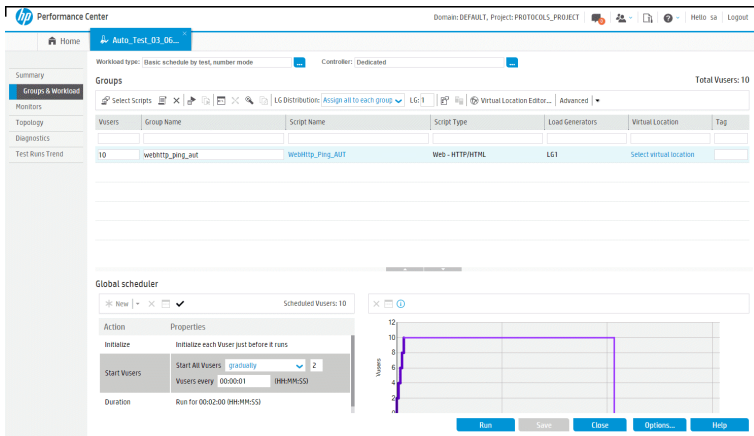 hp Performance Center
Domain: DEFAULT, Project: PROTOCOLS_PROJECT Hello sa Logout
Home
Auto_Test_03_06...
Workload type: Basic schedule by test, number mode ... Controller: Dedicated ...
Summary
Groups & Workload
Monitors
Topology
Diagnostics
Test Runs Trend
Groups Total Vusers: 10
Select Scripts LG Distribution: Assign all to each group LG: 1 Virtual Location Editor... Advanced
Vusers Group Name Script Name Script Type Load Generators Virtual Location Tag
10 webhttp_ping_aut WebHttp_Ping_AUT Web - HTTP/HTML LG1 Select virtual location
Global scheduler
New Scheduled Vusers: 10
Action Properties
Initialize Initialize each Vuser just before it runs
Start Vusers Start All Vusers gradually 2
Vusers every 00:00:01 (HH:MM:SS)
Duration Run for 00:02:00 (HH:MM:SS)
Vusers
12
10
8
6
4
2
0
Run Save Close Options... Help